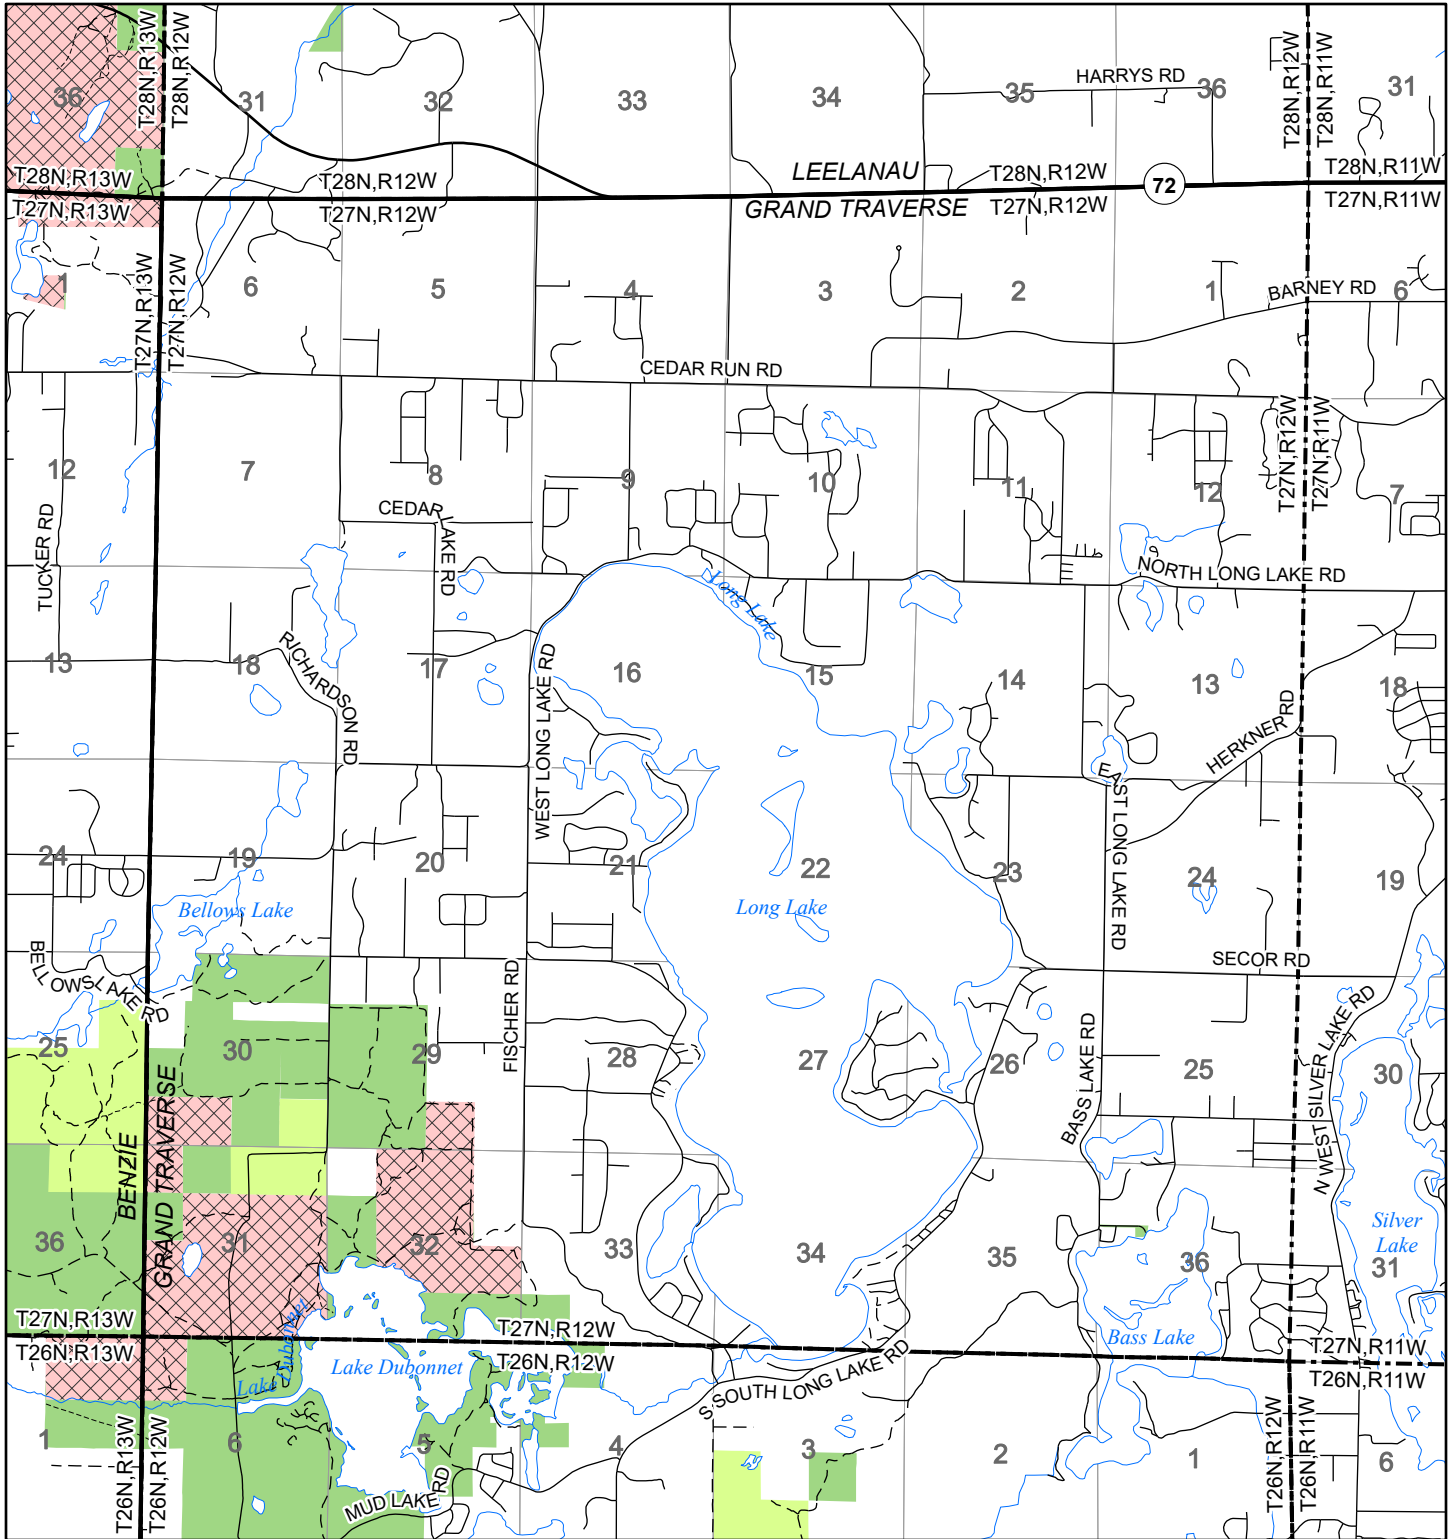 T28N,R13W
T28N,R12W
36
31
32
33
34
35
HARRYS RD
36
T28N,R12W
T28N,R11W
31
T28N,R13W
T28N,R12W
LEELANAU
T28N,R12W
72
T28N,R11W
T27N,R13W
T27N,R12W
GRAND TRAVERSE
T27N,R12W
T27N,R11W
T27N,R13W
T27N,R12W
1
6
5
4
3
2
1
BARNEY RD
6
CEDAR RUN RD
T27N,R12W
T27N,R11W
12
7
8
9
10
11
12
7
TUCKER RD
CEDAR LAKE RD
NORTH LONG LAKE RD
Long Lake
13
18
RICHARDSON RD
17
WEST LONG LAKE RD
16
15
14
13
HERKNER RD
18
EAST LONG LAKE RD
24
19
20
21
22
23
24
19
Bellows Lake
Long Lake
BELLOWS LAKE RD
FISCHER RD
SECOR RD
25
30
29
28
27
26
BASS LAKE RD
25
N WEST SILVER LAKE RD
30
BENZIE
GRAND TRAVERSE
36
31
32
33
34
35
36
Silver
Lake
31
T27N,R13W
T27N,R12W
Bass Lake
T27N,R11W
T26N,R13W
Lake Dubonnet
Lake Dubonnet
T26N,R12W
S SOUTH LONG LAKE RD
T26N,R11W
T26N,R13W
T26N,R12W
1
6
5
4
3
2
1
T26N,R12W
T26N,R11W
6
MUD LAKE RD